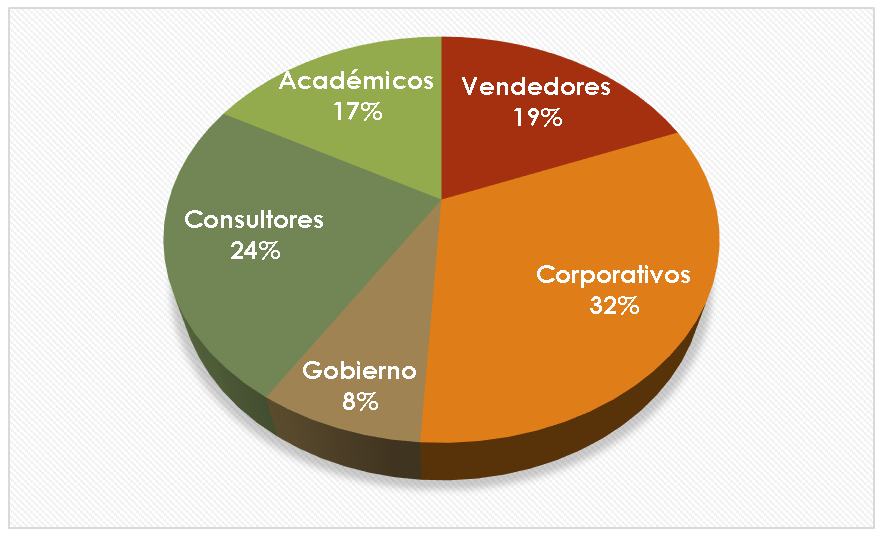 Académicos
17%
Vendedores
19%
Consultores
24%
Corporativos
32%
Gobierno
8%